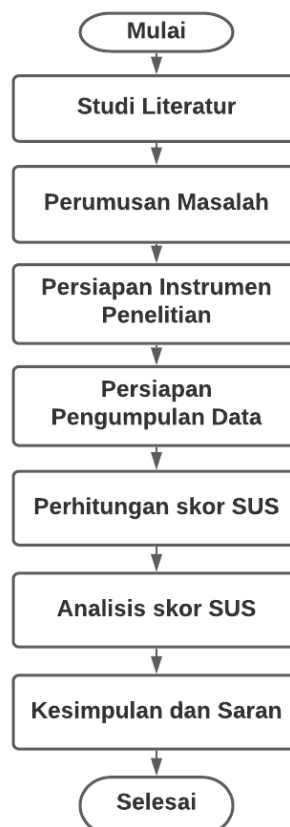 Mulai
Studi Literatur
Perumusan Masalah
Persiapan Instrumen
Penelitian
Persiapan
Pengumpulan Data
Perhitungan skor SUS
Analisis skor SUS
Kesimpulan dan Saran
Selesai